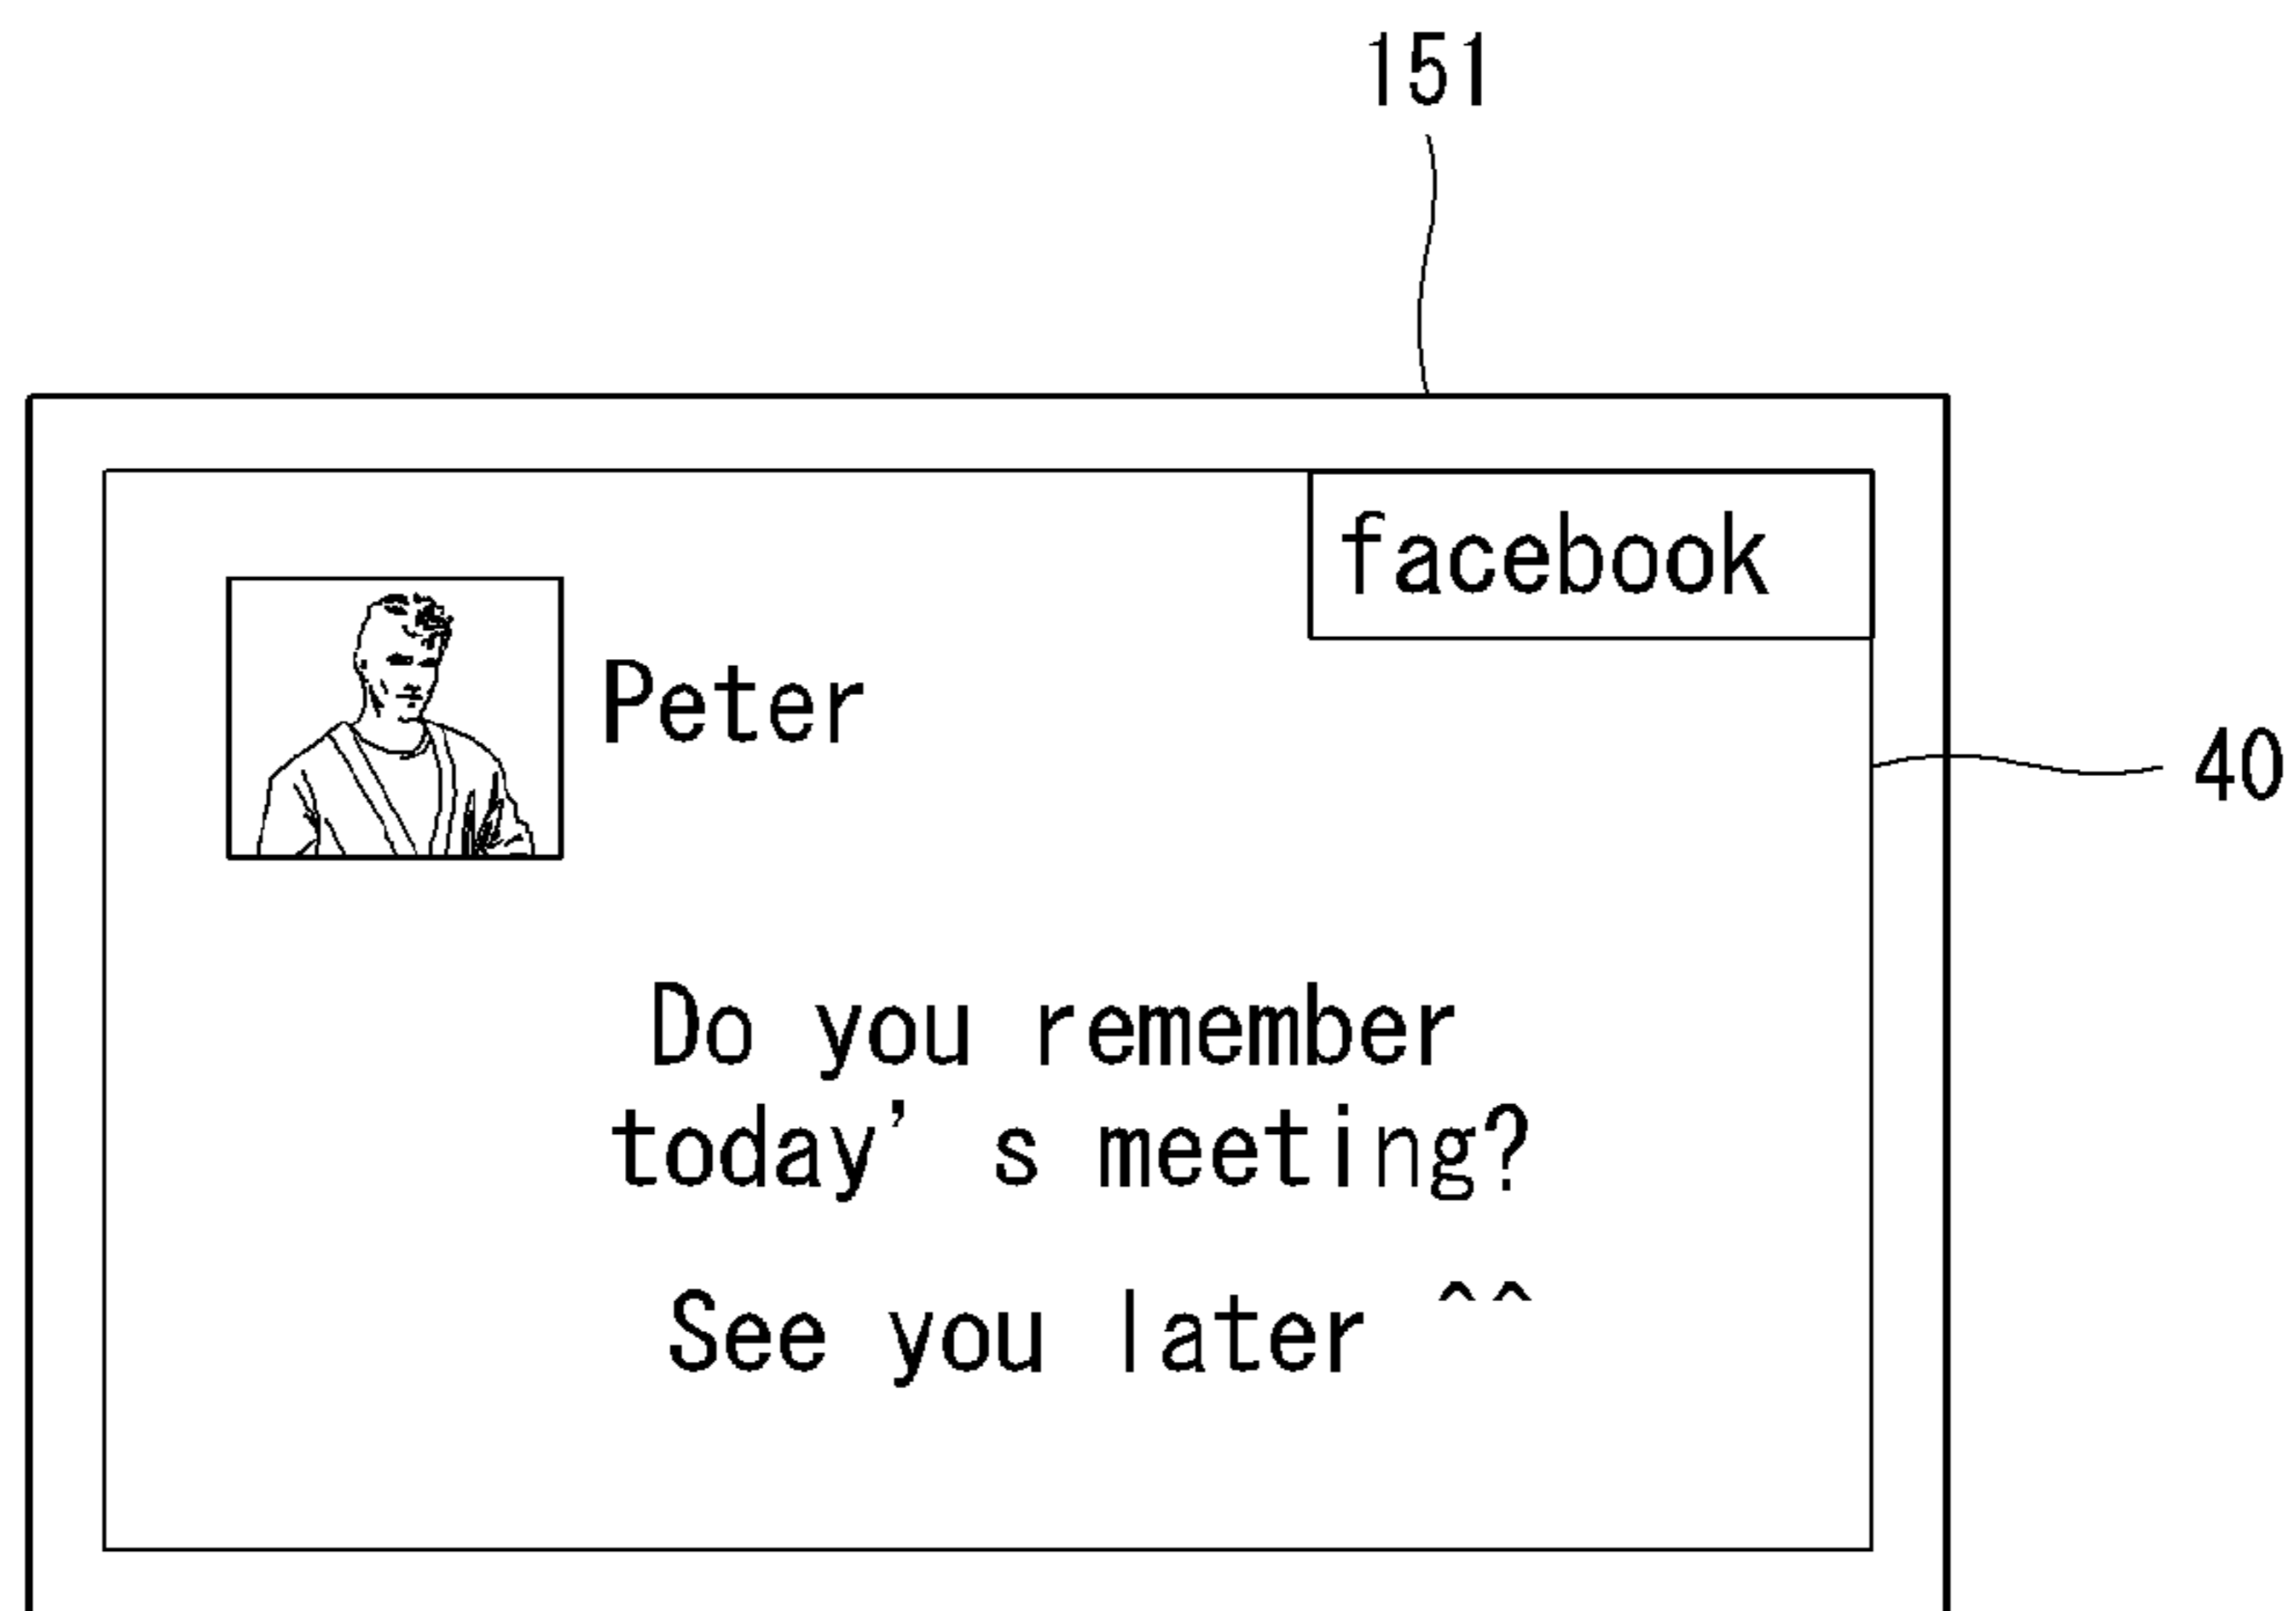 151
facebook
Peter
40
Do you remember
today's meeting?
See you later ^^